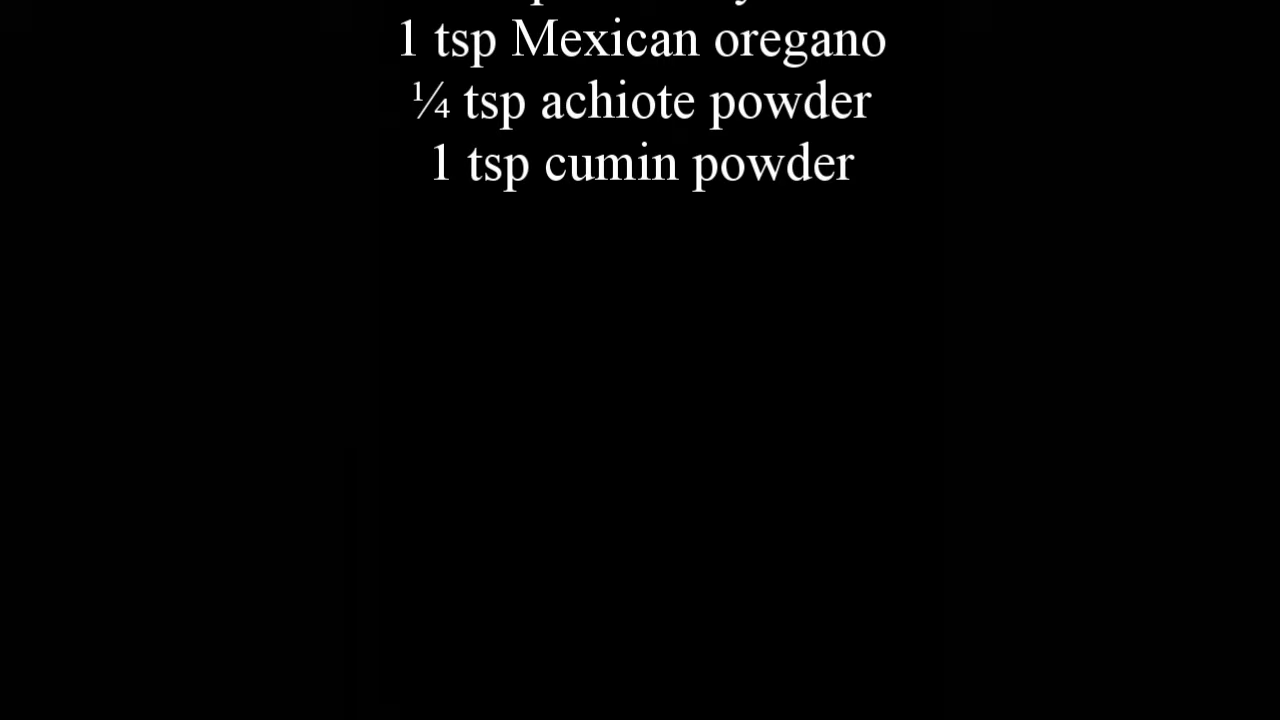 1 tsp Mexican oregano
¼ tsp achiote powder
1 tsp cumin powder